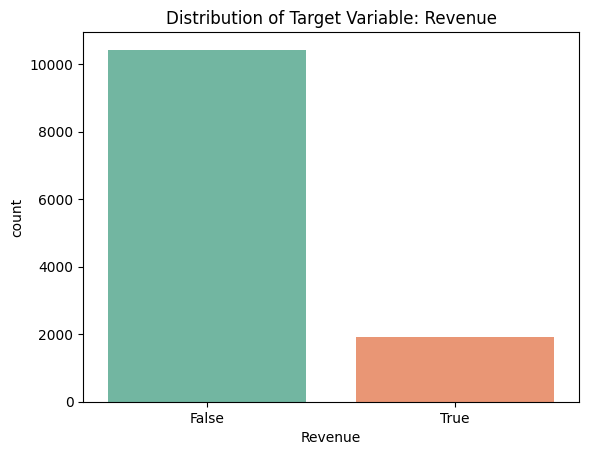 Distribution of Target Variable: Revenue
10000
8000
6000
4000
2000
0
count
False
True
Revenue